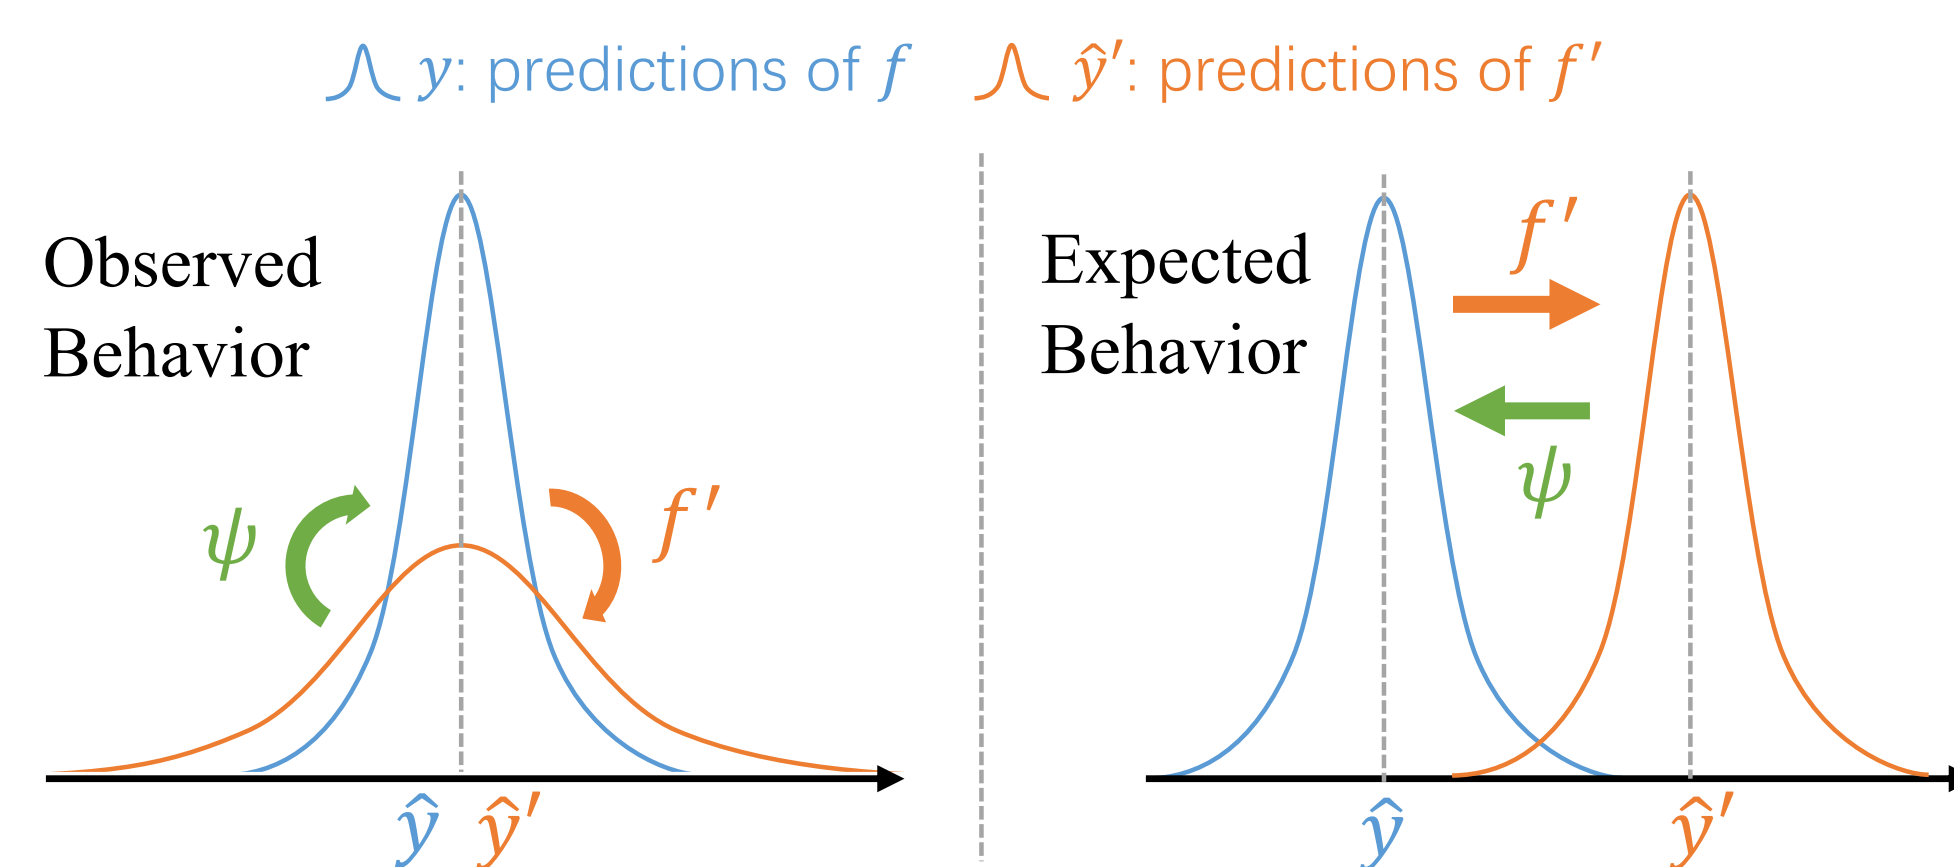 y: predictions of f
ŷ′: predictions of f′
Observed
Behavior
ψ
f′
ŷ ŷ′
Expected
Behavior
f′
ψ
ŷ ŷ′